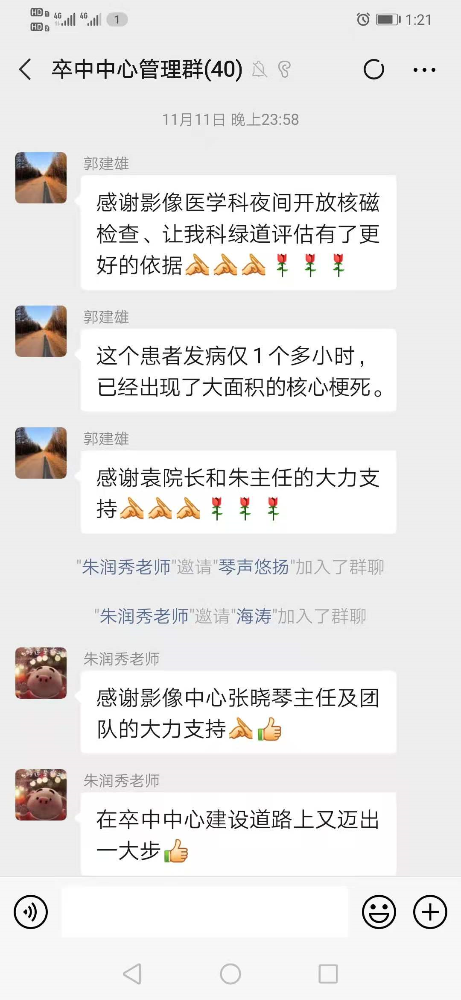 HD 1 4G 4G 1 1:21
HD 2
卒中中心管理群(40)
11月11日 晚上23:58
郭建雄
感谢影像医学科夜间开放核磁
检查、让我科绿道评估有了更
好的依据
郭建雄
这个患者发病仅1个多小时,
已经出现了大面积的核心梗死。
郭建雄
感谢袁院长和朱主任的大力支
持
"朱润秀老师"邀请"琴声悠扬"加入了群聊
"朱润秀老师"邀请"海涛"加入了群聊
朱润秀老师
感谢影像中心张晓琴主任及团
队的大力支持
朱润秀老师
在卒中中心建设道路上又迈出
一大步